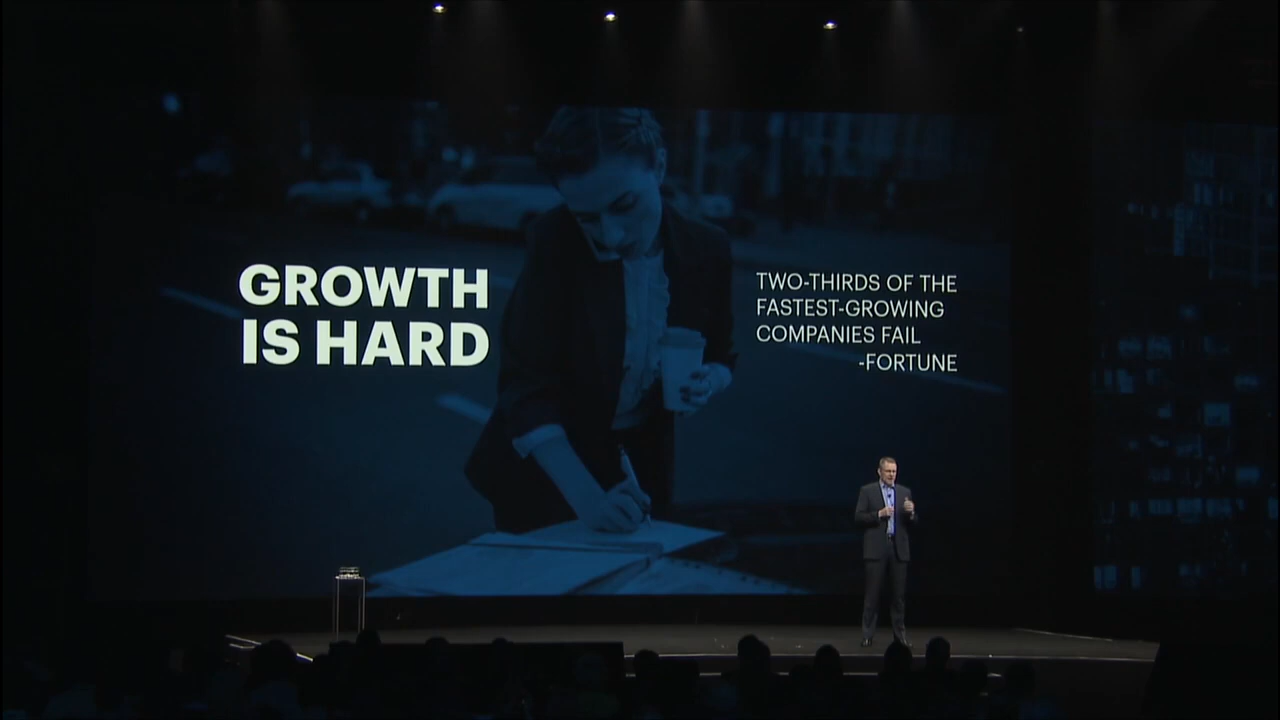 GROWTH
IS HARD
TWO-THIRDS OF THE
FASTEST-GROWING
COMPANIES FAIL
-FORTUNE